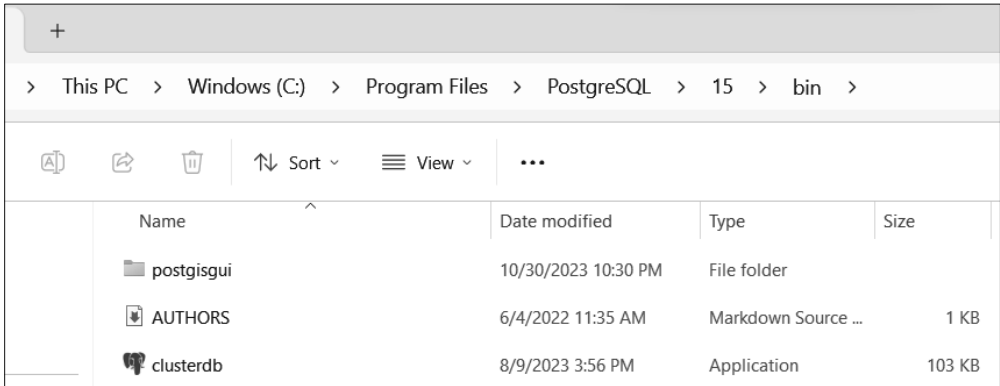 This PC > Windows (C:) > Program Files > PostgreSQL > 15 > bin >
Sort View
Name Date modified Type Size
postgisgui 10/30/2023 10:30 PM File folder
AUTHORS 6/4/2022 11:35 AM Markdown Source ... 1 KB
clusterdb 8/9/2023 3:56 PM Application 103 KB